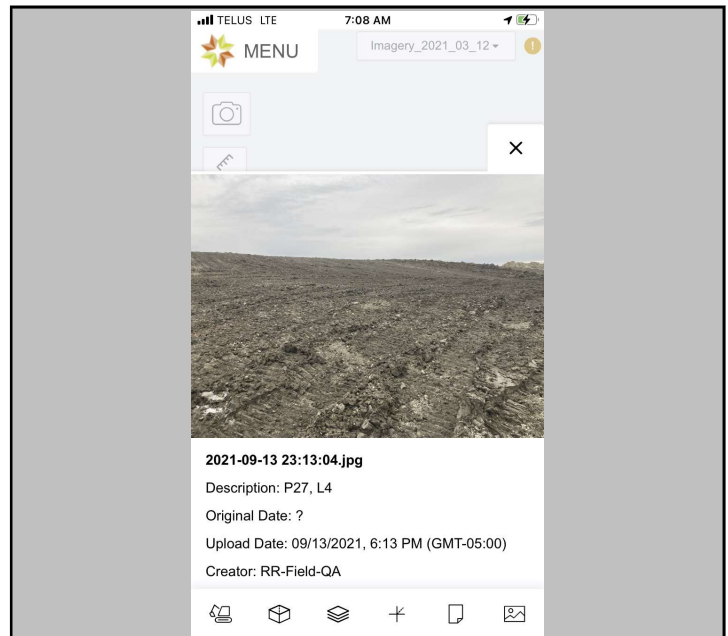 TELUS LTE 7:08 AM
MENU Imagery_2021_03_12
2021-09-13 23:13:04.jpg
Description: P27, L4
Original Date: ?
Upload Date: 09/13/2021, 6:13 PM (GMT-05:00)
Creator: RR-Field-QA